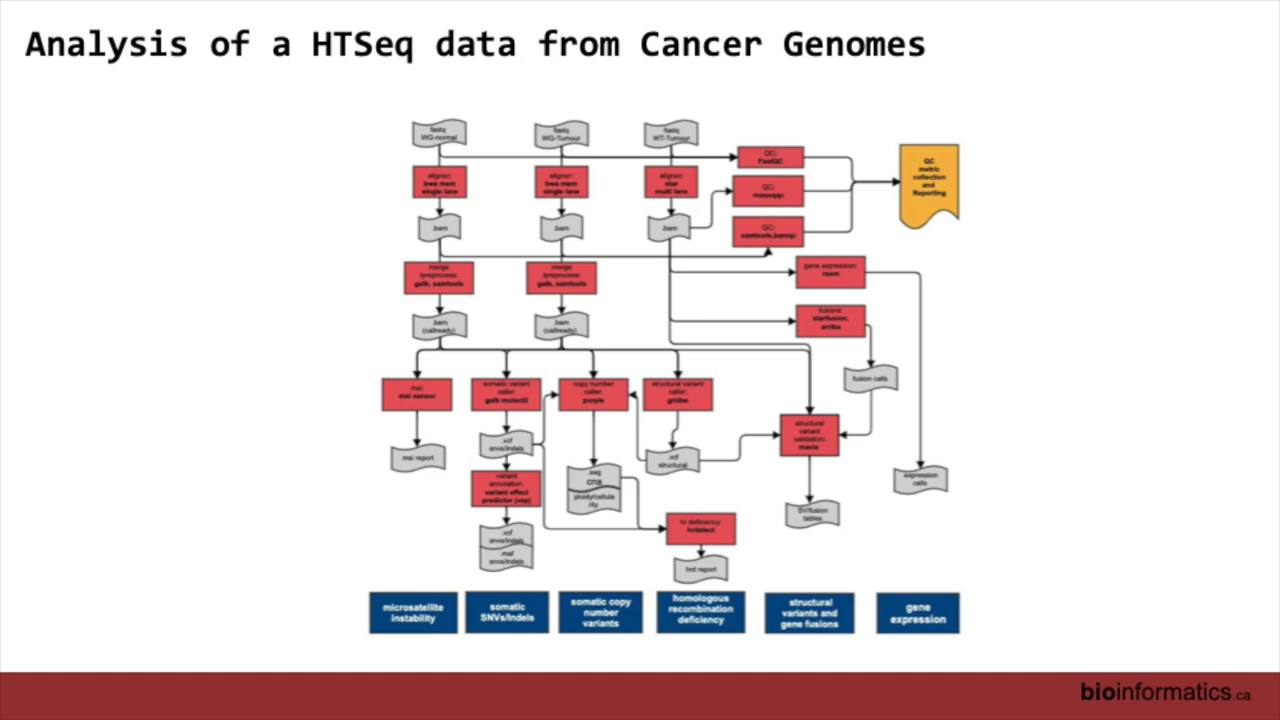 Analysis of a HTSeq data from Cancer Genomes
fastq
WG-normal
fastq
WG-Tumour
fastq
WT-Tumour
QC:
FastQC
QC
metric
collection
and
Reporting
aligner:
bwa mem
single lane
aligner:
bwa mem
single lane
aligner:
star
multi lane
QC:
rnaseqqc
.bam
.bam
.bam
QC:
samtools,bamqc
merge
/preprocess:
gatk, samtools
merge
/preprocess:
gatk, samtools
gene expression:
rsem
.bam
(callready)
.bam
(callready)
fusions:
starfusion,
arriba
fusion calls
msi:
msi sensor
somatic variant
caller:
gatk mutect2
copy number
caller:
purple
structural variant
caller:
gridss
structural
variant
validation:
mavis
msi report
.vcf
snvs/indels
.vcf
structural
.seg
cna
ploidy/cellula
rity
expression
calls
variant
annotation:
variant effect
predictor (vep)
SV/fusion
tables
.vcf
snvs/indels
.maf
snvs/indels
hr deficiency:
hrdetect
hrd report
microsatellite
instability
somatic
SNVs/Indels
somatic copy
number
variants
homologous
recombination
deficiency
structural
variants and
gene fusions
gene
expression
bioinformatics.ca